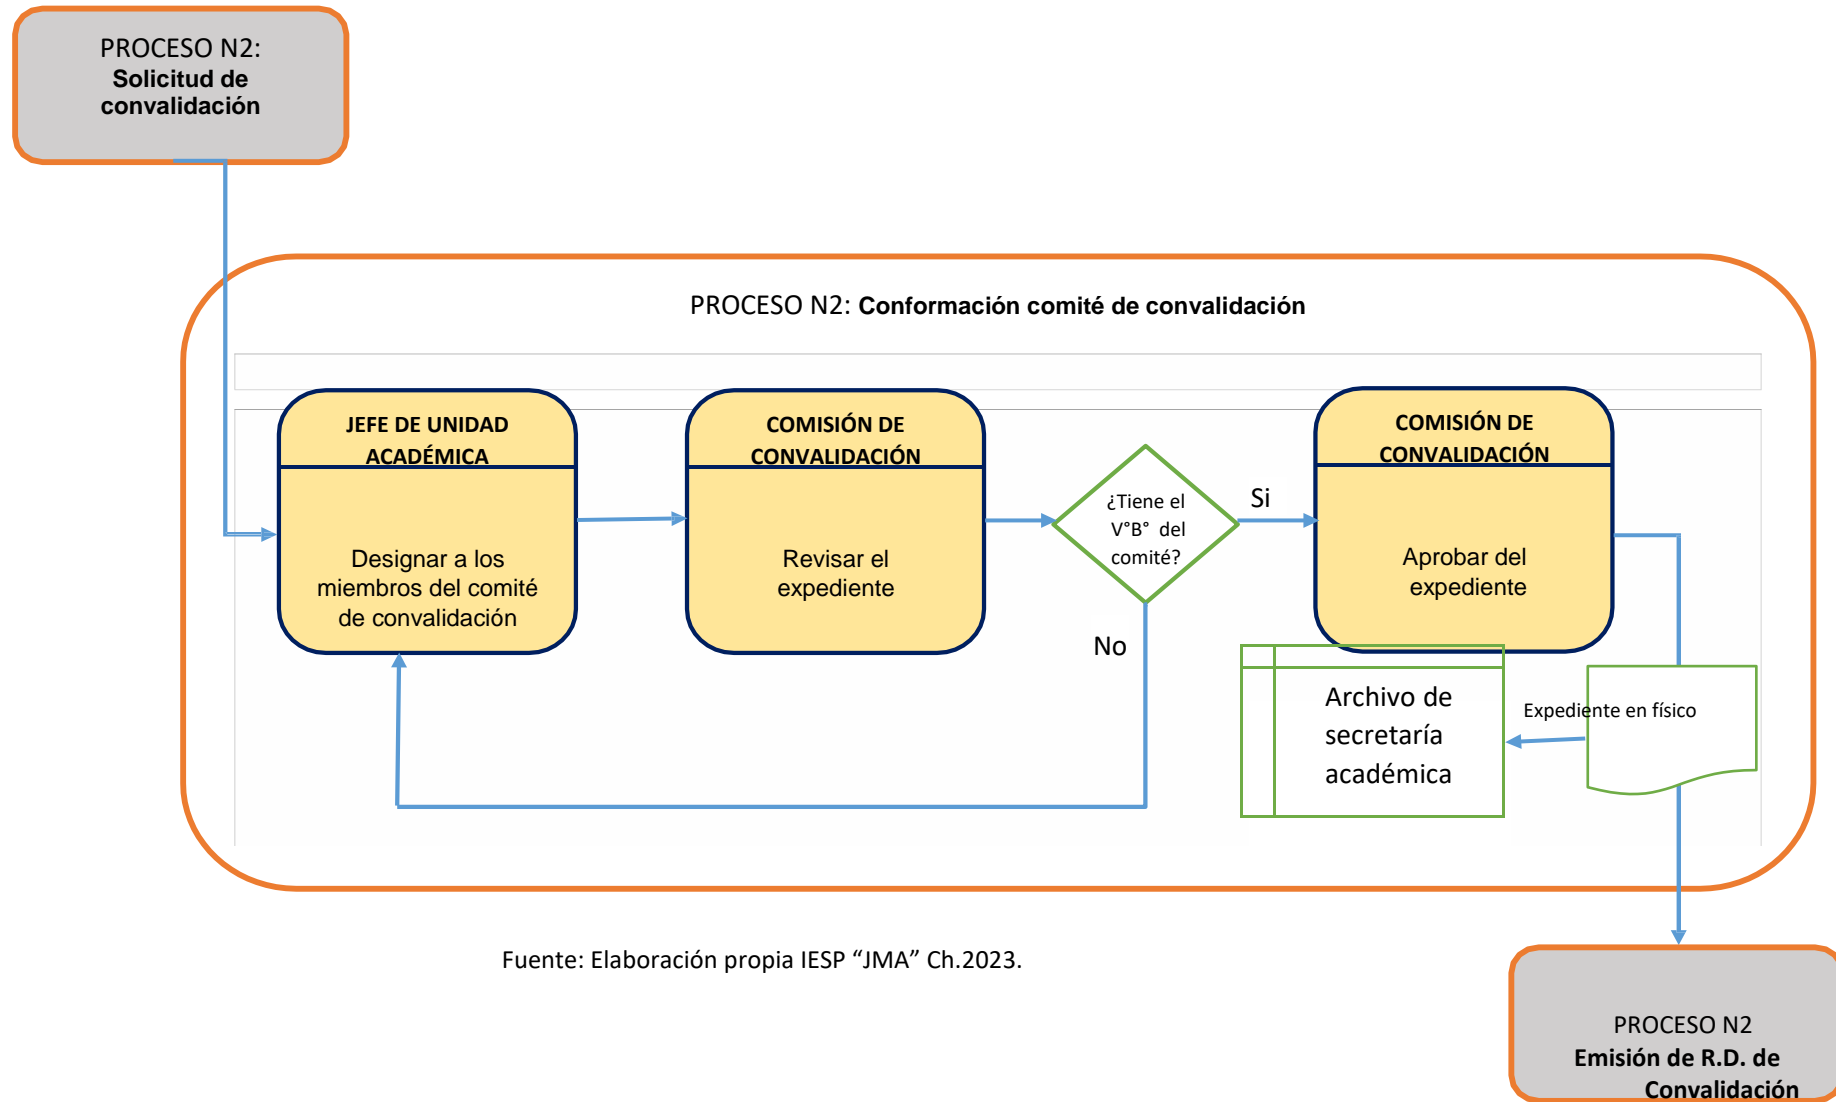 PROCESO N2:
Solicitud de
convalidación
PROCESO N2: Conformación comité de convalidación
JEFE DE UNIDAD
ACADÉMICA
Designar a los
miembros del comité
de convalidación
COMISIÓN DE
CONVALIDACIÓN
Revisar el
expediente
¿Tiene el
V°B° del
comité?
Si
No
COMISIÓN DE
CONVALIDACIÓN
Aprobar del
expediente
Archivo de
secretaría
académica
Expediente en físico
Fuente: Elaboración propia IESP “JMA” Ch.2023.
PROCESO N2
Emisión de R.D. de
Convalidación